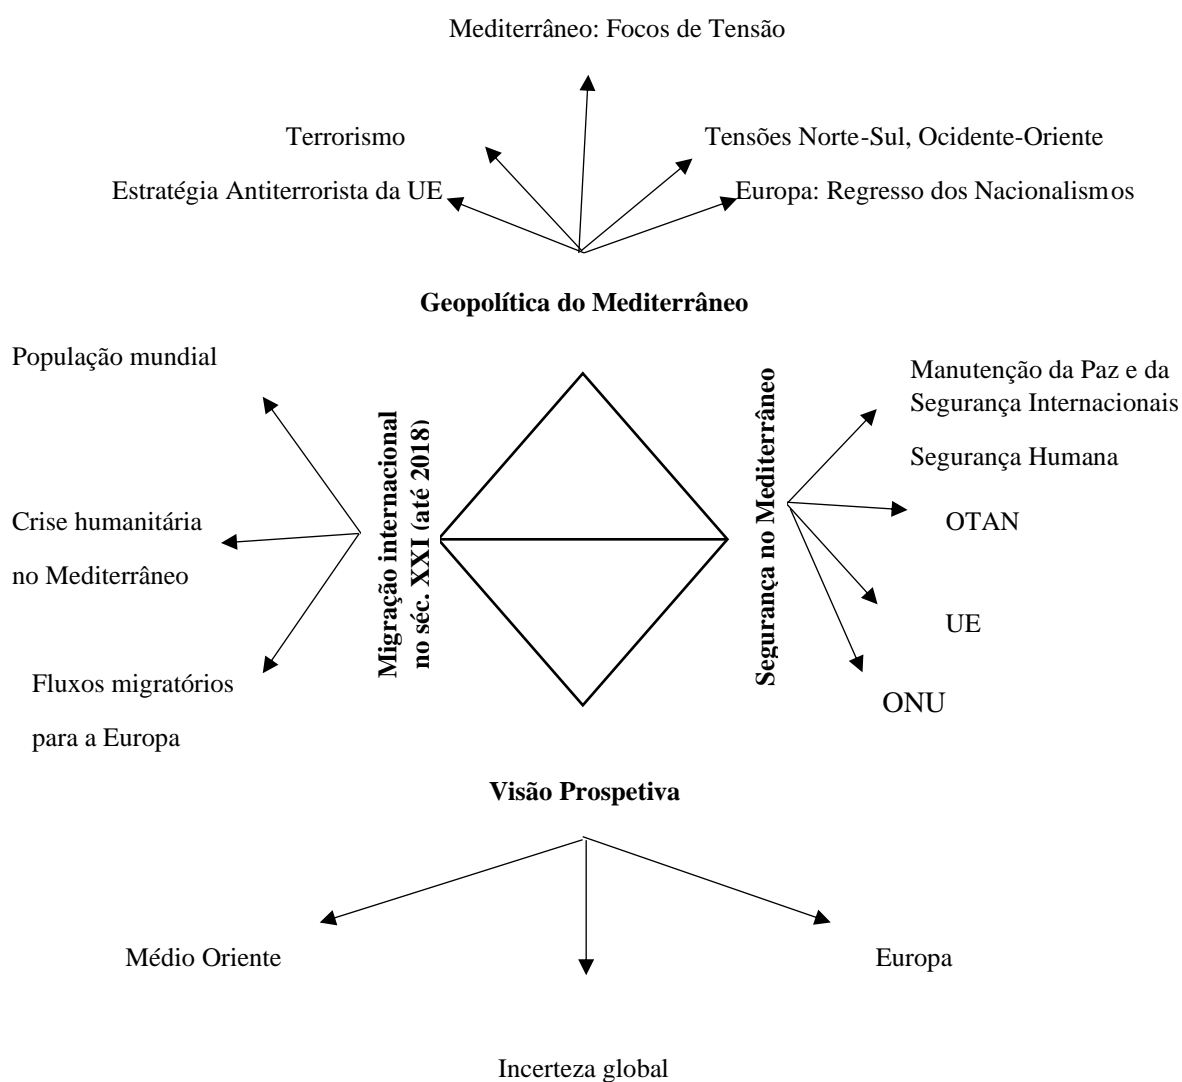 Mediterrâneo: Focos de Tensão
Terrorismo
Tensões Norte-Sul, Ocidente-Oriente
Estratégia Antiterrorista da UE
Europa: Regresso dos Nacionalismos
Geopolítica do Mediterrâneo
População mundial
Crise humanitária
no Mediterrâneo
Fluxos migratórios
para a Europa
Migração internacional
no séc. XXI (até 2018)
Segurança no Mediterrâneo
Manutenção da Paz e da
Segurança Internacionais
Segurança Humana
OTAN
UE
ONU
Visão Prospetiva
Médio Oriente
Europa
Incerteza global